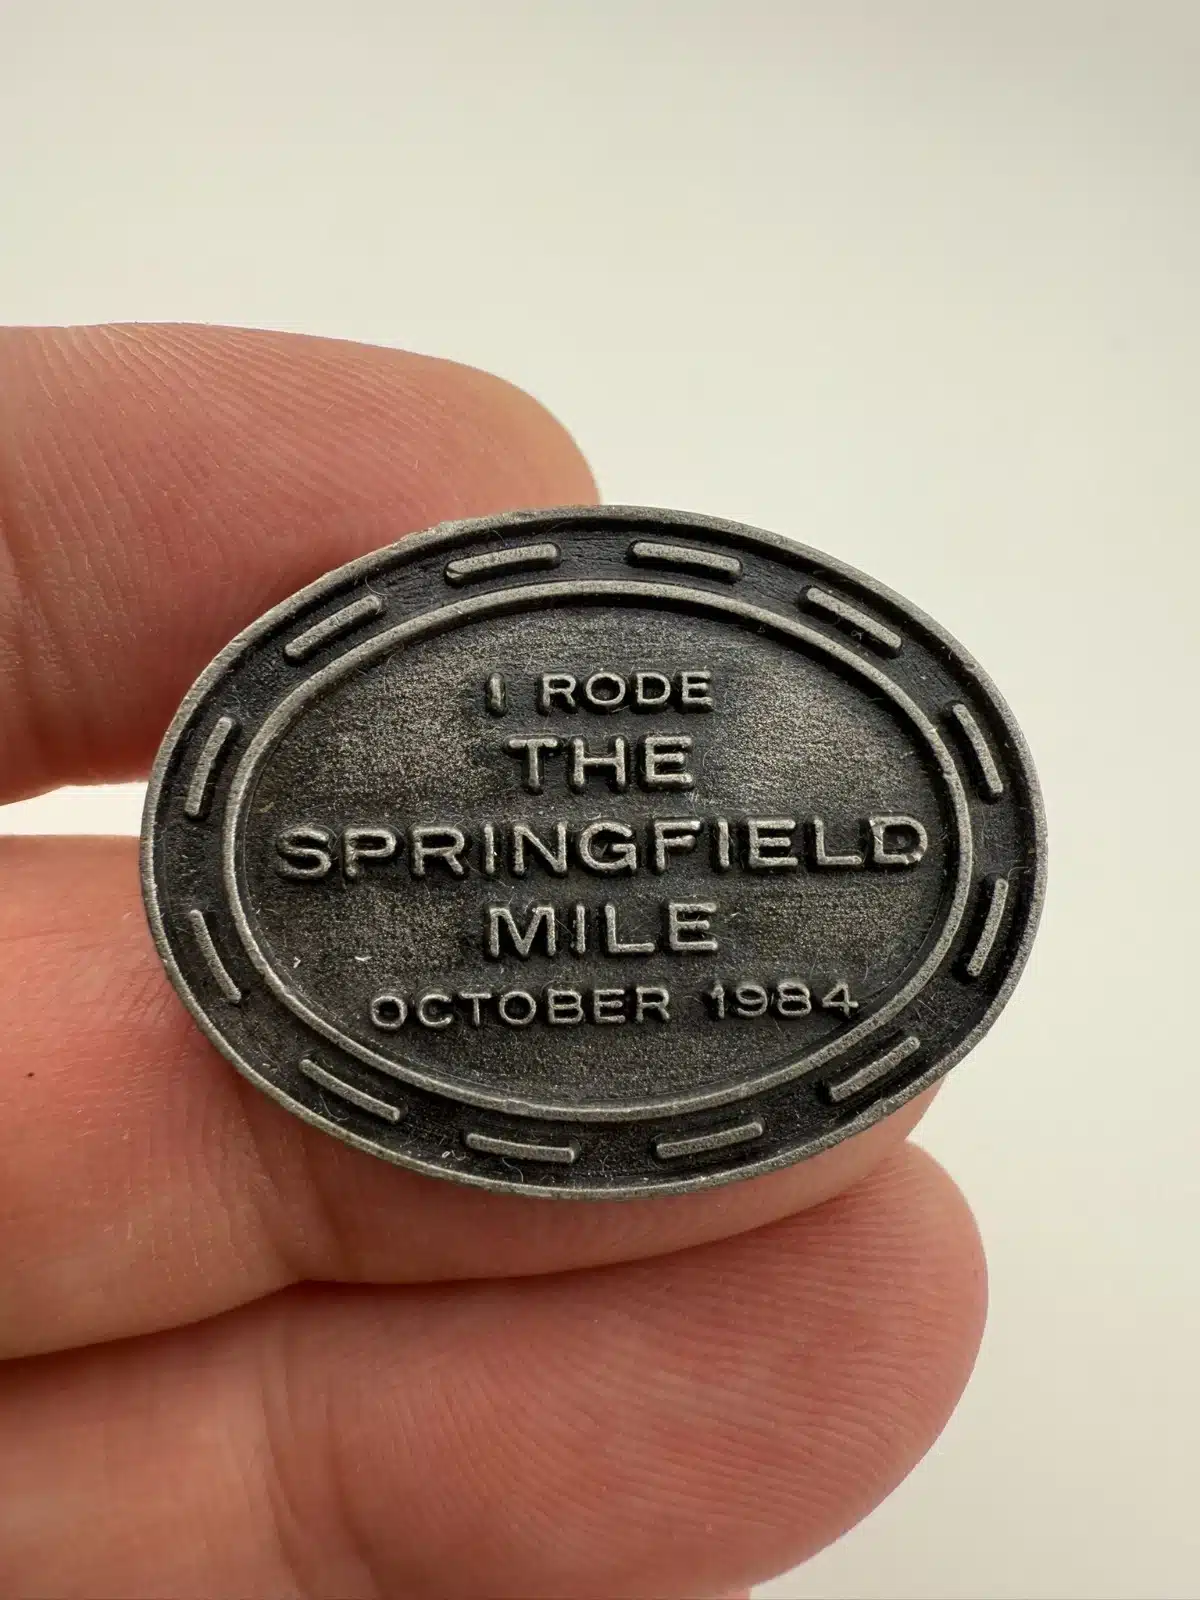 I RODE
THE
SPRINGFIELD
MILE
OCTOBER 1984